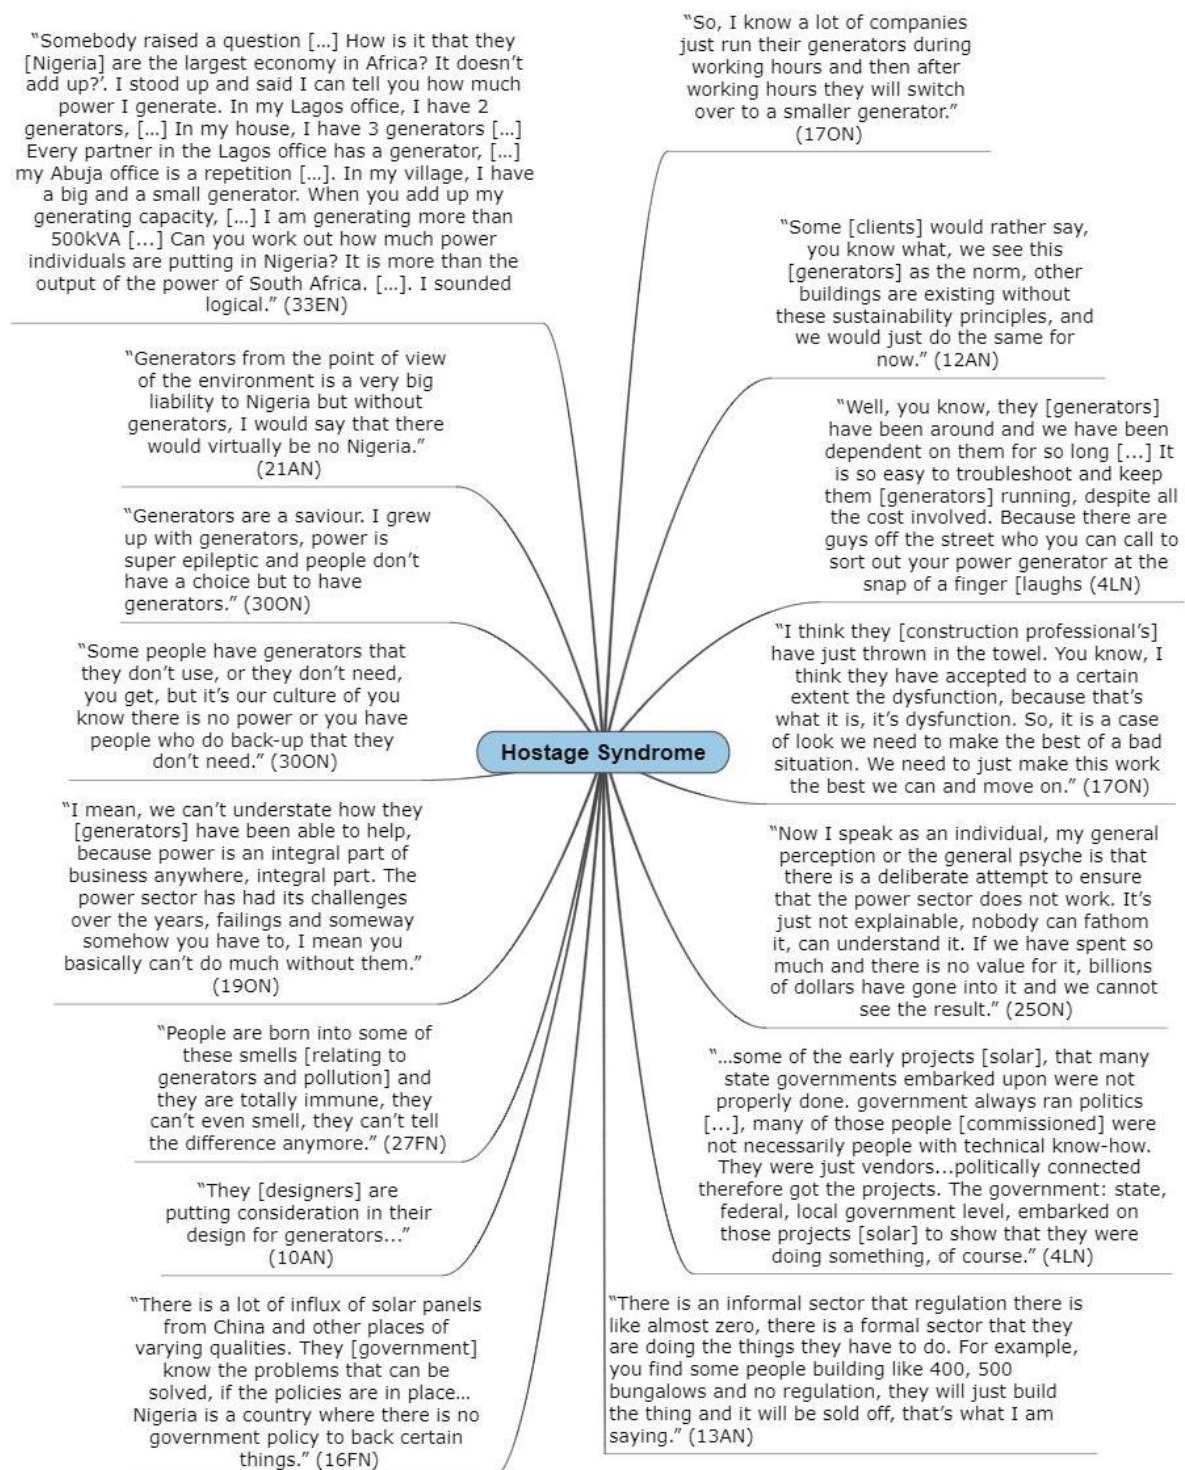 “Somebody raised a question [...] How is it that they
[Nigeria] are the largest economy in Africa? It doesn’t
add up?’. I stood up and said I can tell you how much
power I generate. In my Lagos office, I have 2
generators, [...] In my house, I have 3 generators [...]
Every partner in the Lagos office has a generator, [...]
my Abuja office is a repetition [...]. In my village, I have
a big and a small generator. When you add up my
generating capacity, [...] I am generating more than
500kVA [...] Can you work out how much power
individuals are putting in Nigeria? It is more than the
output of the power of South Africa. [...]. I sounded
logical.” (33EN)
“Generators from the point of view
of the environment is a very big
liability to Nigeria but without
generators, I would say that there
would virtually be no Nigeria.”
(21AN)
“Generators are a saviour. I grew
up with generators, power is
super epileptic and people don’t
have a choice but to have
generators.” (30ON)
“Some people have generators that
they don’t use, or they don’t need,
you get, but it’s our culture of you
know there is no power or you have
people who do back-up that they
don’t need.” (30ON)
“I mean, we can’t understate how they
[generators] have been able to help,
because power is an integral part of
business anywhere, integral part. The
power sector has had its challenges
over the years, failings and someway
somehow you have to, I mean you
basically can’t do much without them.”
(19ON)
“People are born into some of
these smells [relating to
generators and pollution] and
they are totally immune, they
can’t even smell, they can’t tell
the difference anymore.” (27FN)
“They [designers] are
putting consideration in their
design for generators...”
(10AN)
“There is a lot of influx of solar panels
from China and other places of
varying qualities. They [government]
know the problems that can be
solved, if the policies are in place...
Nigeria is a country where there is no
government policy to back certain
things.” (16FN)
Hostage Syndrome
“So, I know a lot of companies
just run their generators during
working hours and then after
working hours they will switch
over to a smaller generator.”
(17ON)
“Some [clients] would rather say,
you know what, we see this
[generators] as the norm, other
buildings are existing without
these sustainability principles, and
we would just do the same for
now.” (12AN)
“Well, you know, they [generators]
have been around and we have been
dependent on them for so long [...] It
is so easy to troubleshoot and keep
them [generators] running, despite all
the cost involved. Because there are
guys off the street who you can call to
sort out your power generator at the
snap of a finger [laughs (4LN)
“I think they [construction professional’s]
have just thrown in the towel. You know, I
think they have accepted to a certain
extent the dysfunction, because that’s
what it is, it’s dysfunction. So, it is a case
of look we need to make the best of a bad
situation. We need to just make this work
the best we can and move on.” (17ON)
“Now I speak as an individual, my general
perception or the general psyche is that
there is a deliberate attempt to ensure
that the power sector does not work. It’s
just not explainable, nobody can fathom
it, can understand it. If we have spent so
much and there is no value for it, billions
of dollars have gone into it and we cannot
see the result.” (25ON)
“...some of the early projects [solar], that many
state governments embarked upon were not
properly done. government always ran politics
[...], many of those people [commissioned] were
not necessarily people with technical know-how.
They were just vendors...politically connected
therefore got the projects. The government: state,
federal, local government level, embarked on
those projects [solar] to show that they were
doing something, of course.” (4LN)
“There is an informal sector that regulation there is
like almost zero, there is a formal sector that they
are doing the things they have to do. For example,
you find some people building like 400, 500
bungalows and no regulation, they will just build
the thing and it will be sold off, that’s what I am
saying.” (13AN)